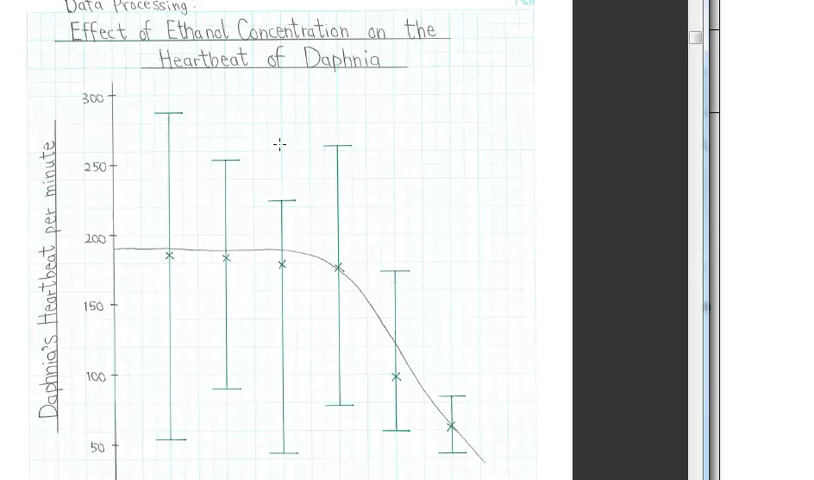 Data Processing.
Effect of Ethanol Concentration on the
Heartbeat of Daphnia
Daphnia's Heartbeat per minute
300
250
200
150
100
50